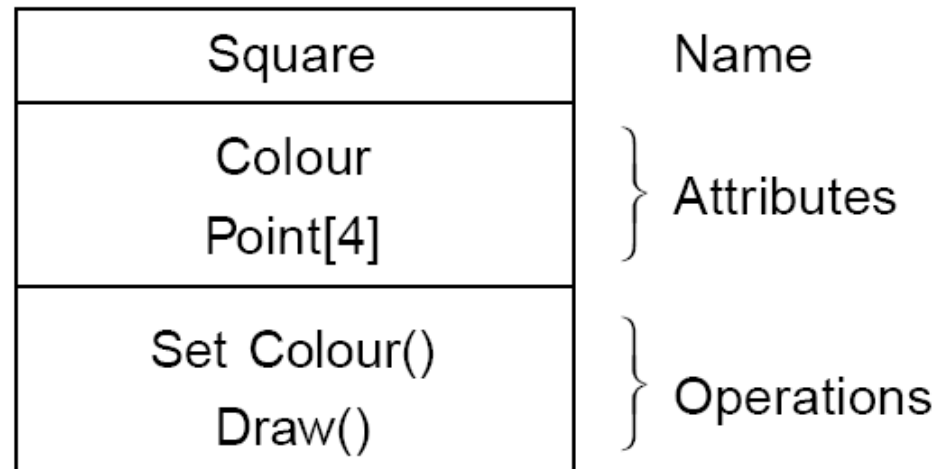 Square Name
Colour
Point[4]
Attributes
Set Colour()
Draw()
Operations